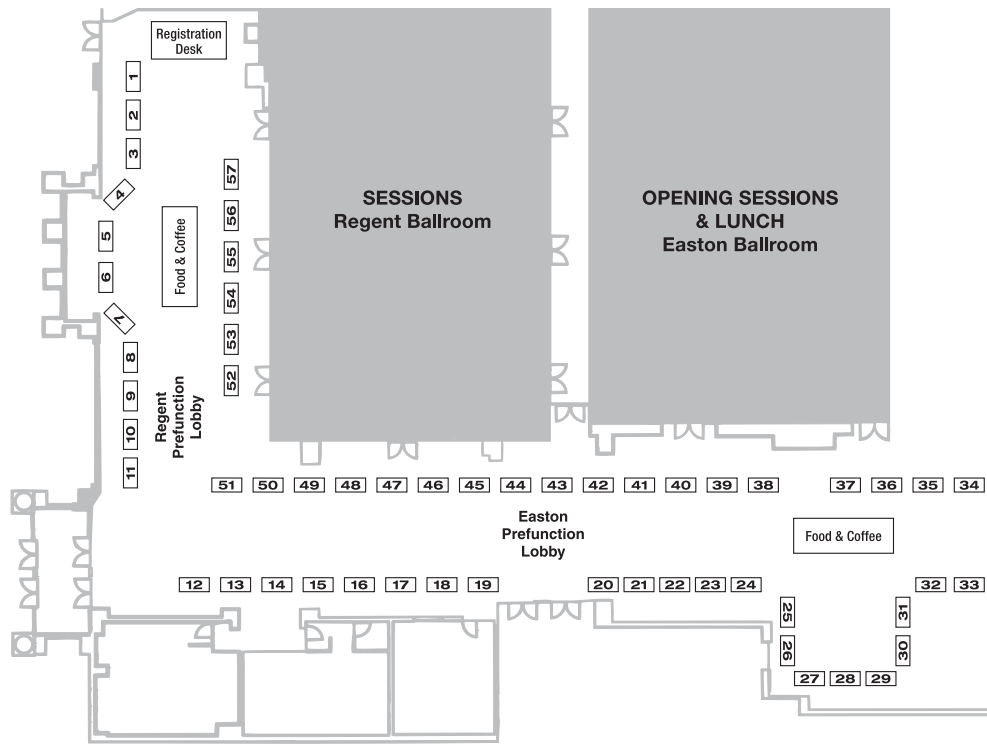 Registration
Desk
1
2
3
4
5
6
7
8
9
10
11
57
56
55
54
53
52
Food & Coffee
Regent
Prefunction
Lobby
SESSIONS
Regent Ballroom
OPENING SESSIONS
& LUNCH
Easton Ballroom
51 50 49 48 47 46 45 44 43 42 41 40 39 38 37 36 35 34
Easton
Prefunction
Lobby
Food & Coffee
12 13 14 15 16 17 18 19 20 21 22 23 24 32 33
25
26
27 28 29
30
31